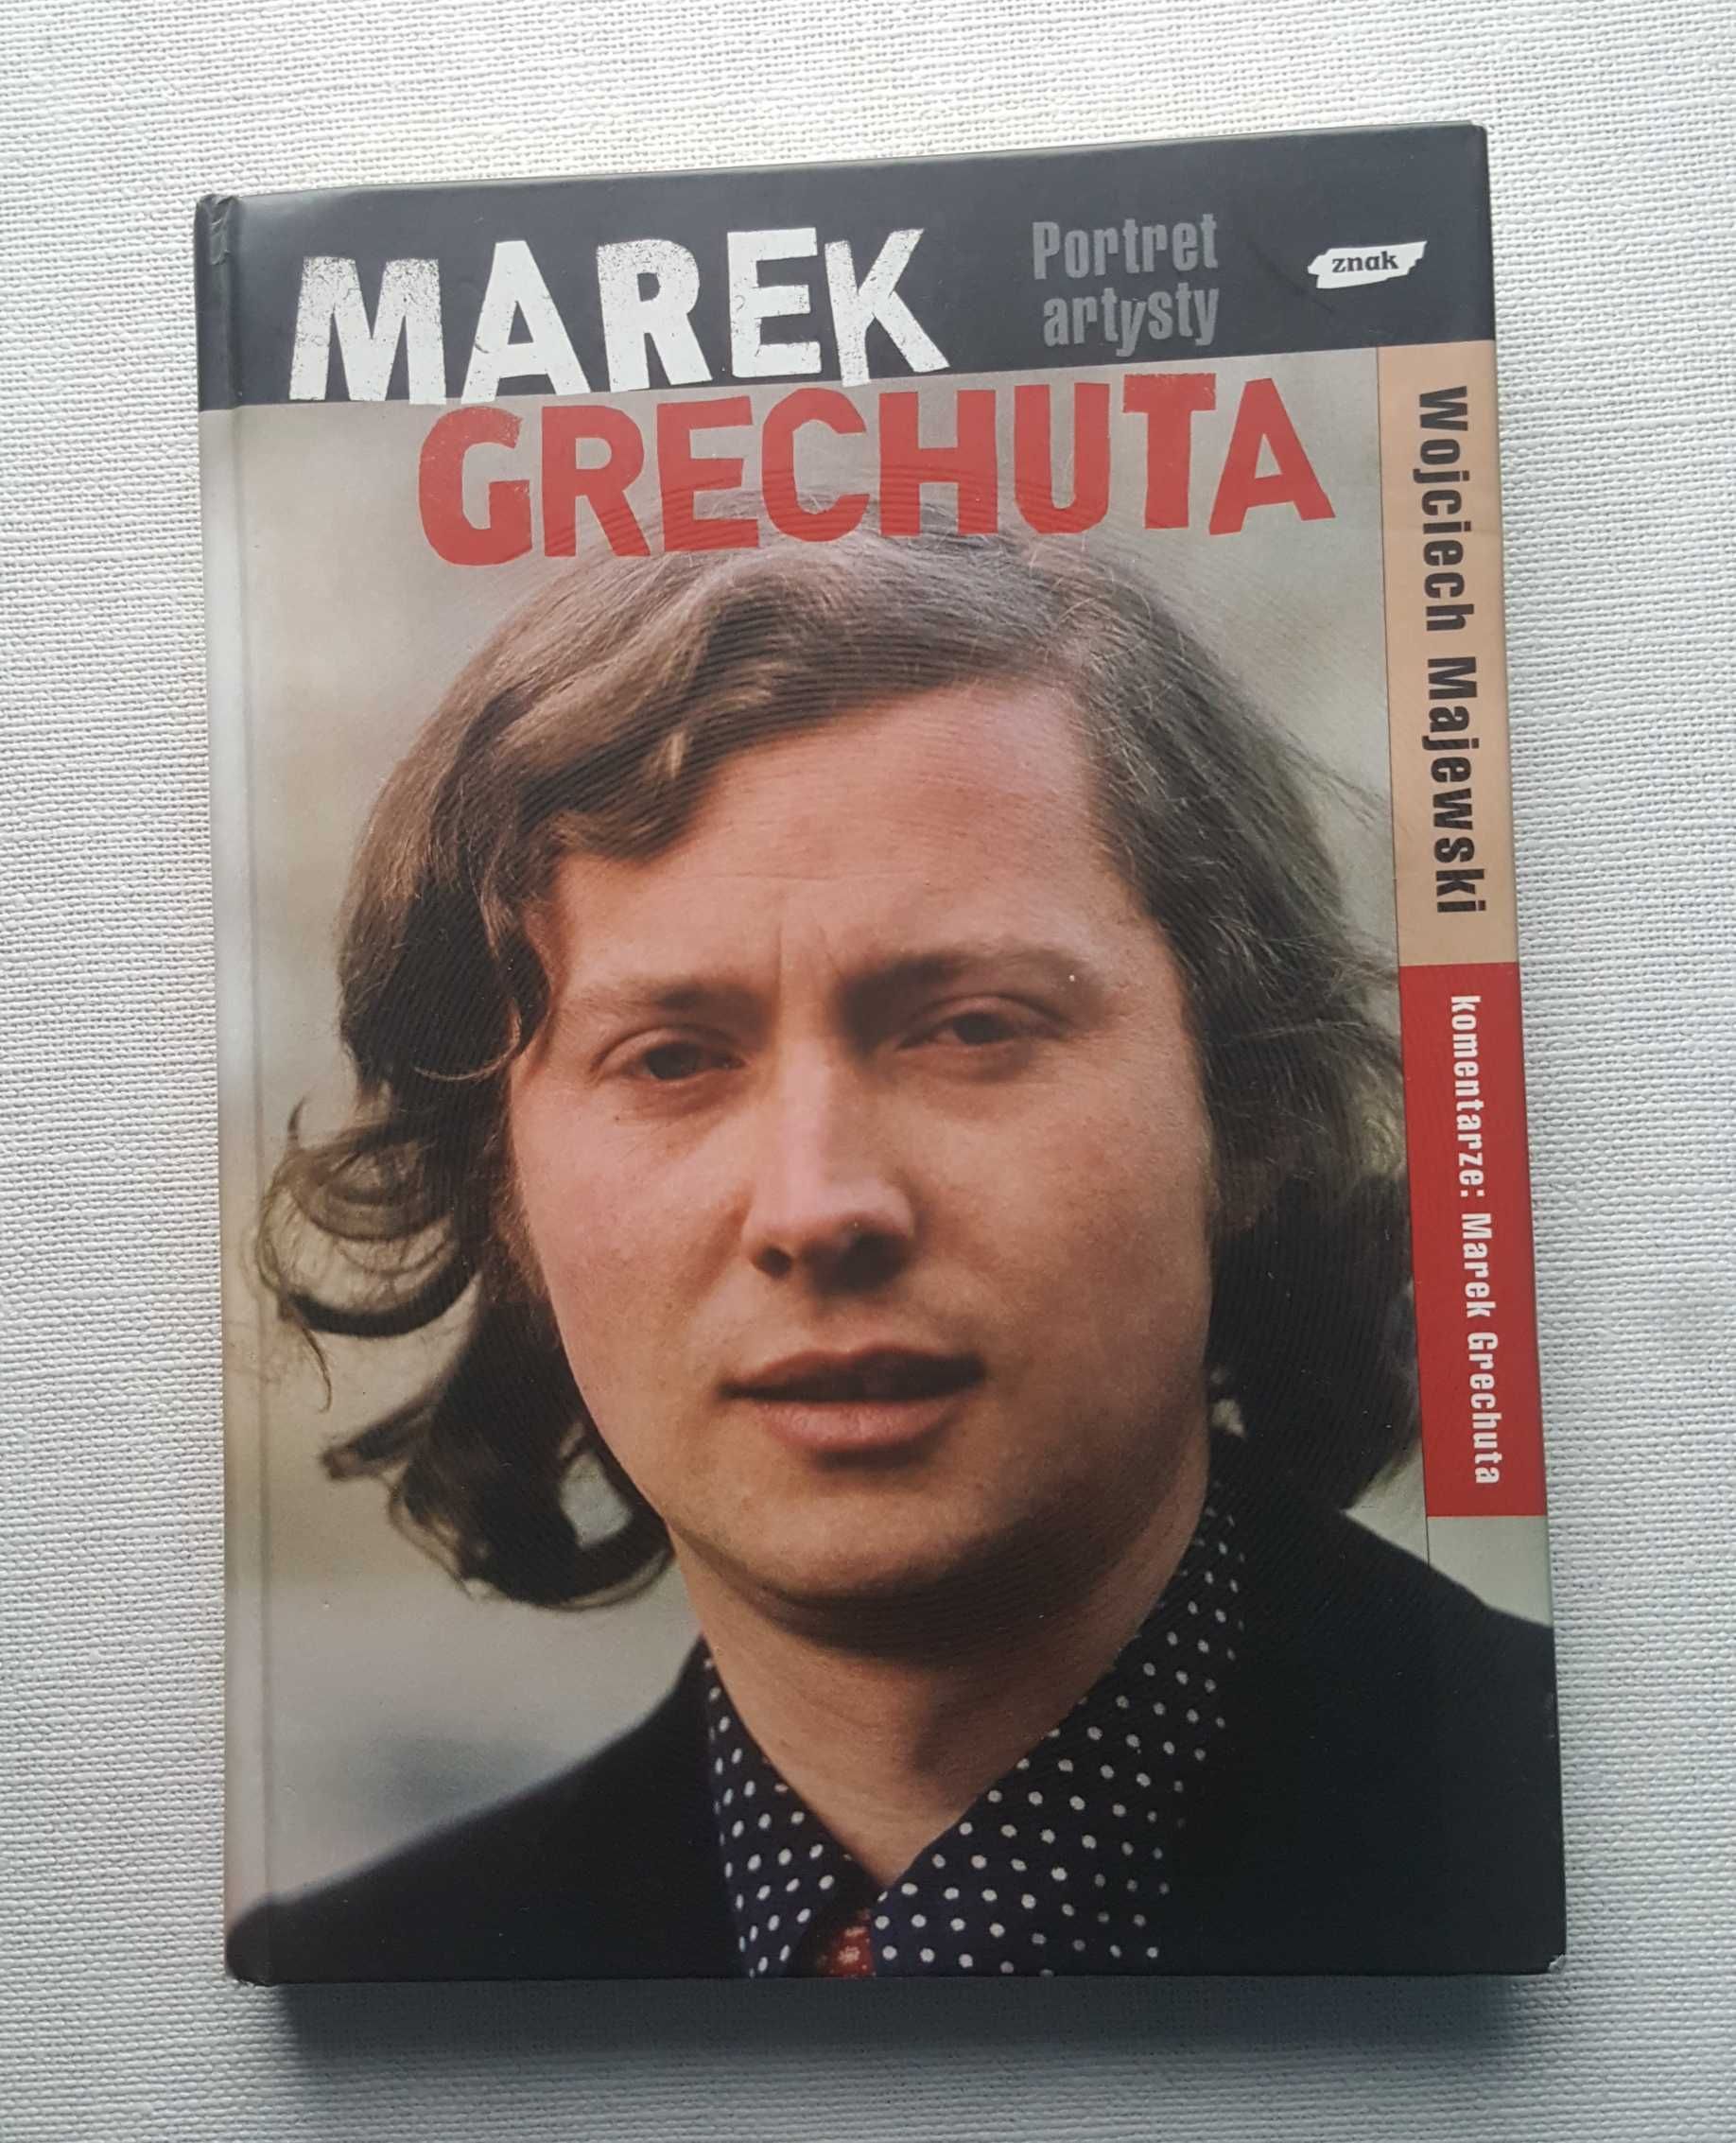 MAREK
GRECHUTA
Portret
artysty
znak
Wojciech Majewski
komentarze: Marek Grechuta